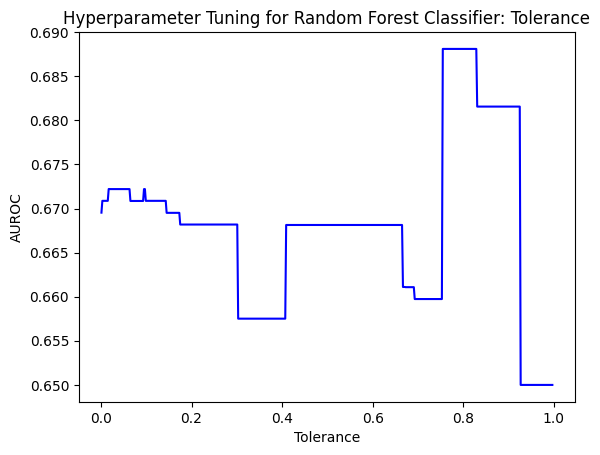 Hyperparameter Tuning for Random Forest Classifier: Tolerance
0.690
0.685
0.680
0.675
0.670
0.665
0.660
0.655
0.650
AUROC
0.0 0.2 0.4 0.6 0.8 1.0
Tolerance